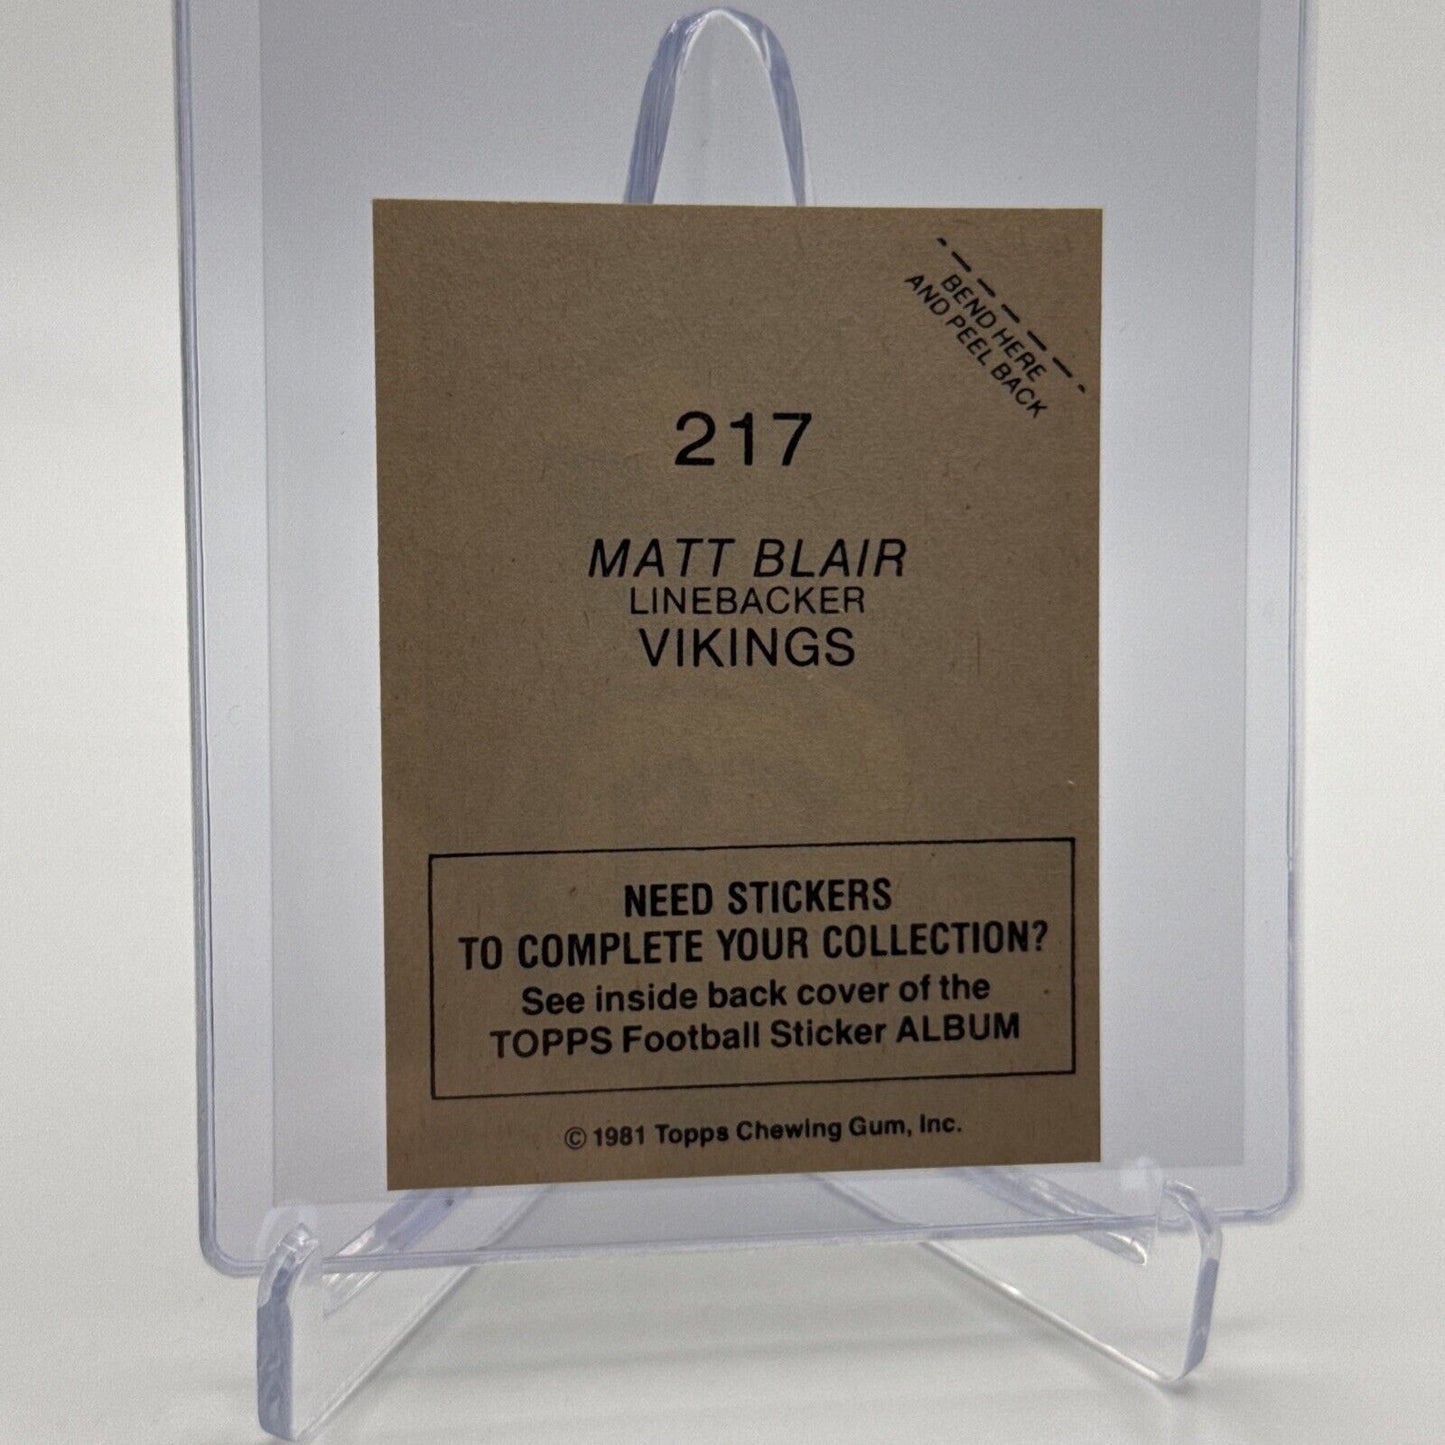 BEND HERE
AND PEEL BACK
217
MATT BLAIR
LINEBACKER
VIKINGS
NEED STICKERS
TO COMPLETE YOUR COLLECTION?
See inside back cover of the
TOPPS Football Sticker ALBUM
© 1981 Topps Chewing Gum, Inc.